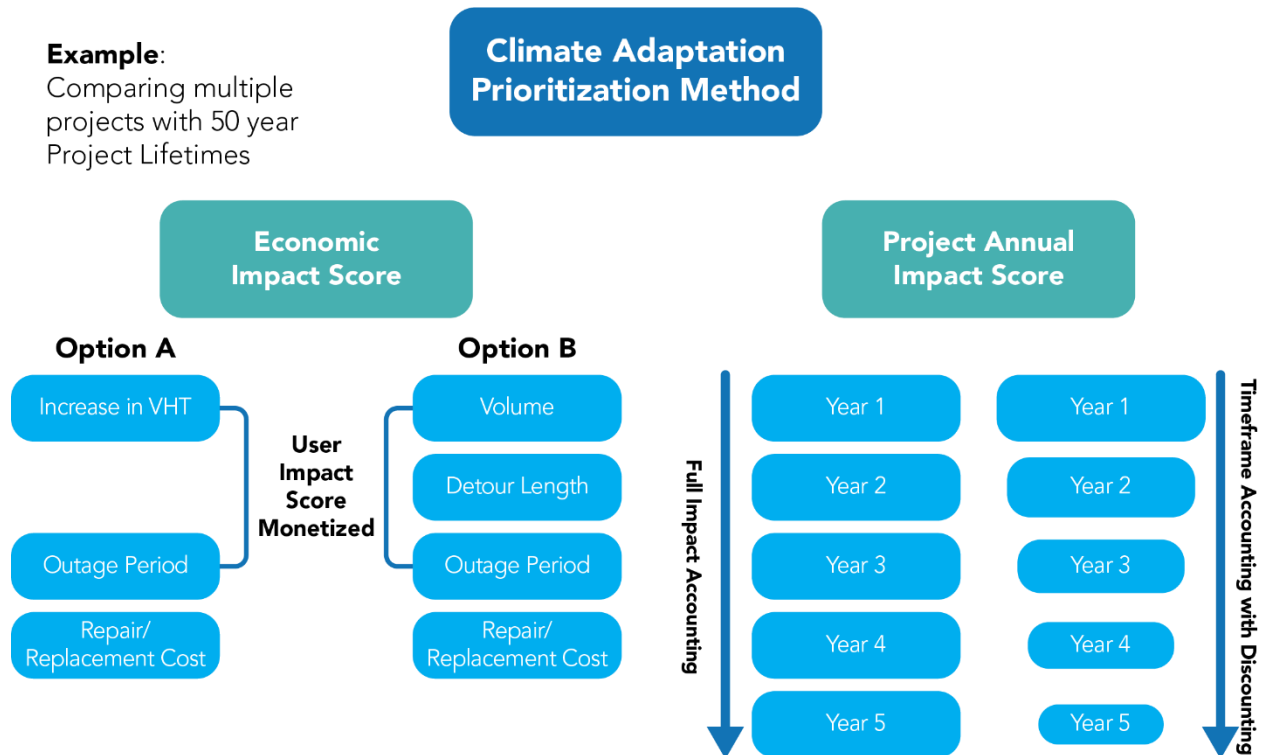 Example:
Comparing multiple
projects with 50 year
Project Lifetimes
Climate Adaptation
Prioritization Method
Economic
Impact Score
Project Annual
Impact Score
Option A
Option B
Increase in VHT
Outage Period
Repair/
Replacement Cost
User
Impact
Score
Monetized
Volume
Detour Length
Outage Period
Repair/
Replacement Cost
Full Impact Accounting
Year 1
Year 2
Year 3
Year 4
Year 5
Year 1
Year 2
Year 3
Year 4
Year 5
Timeframe Accounting with Discounting